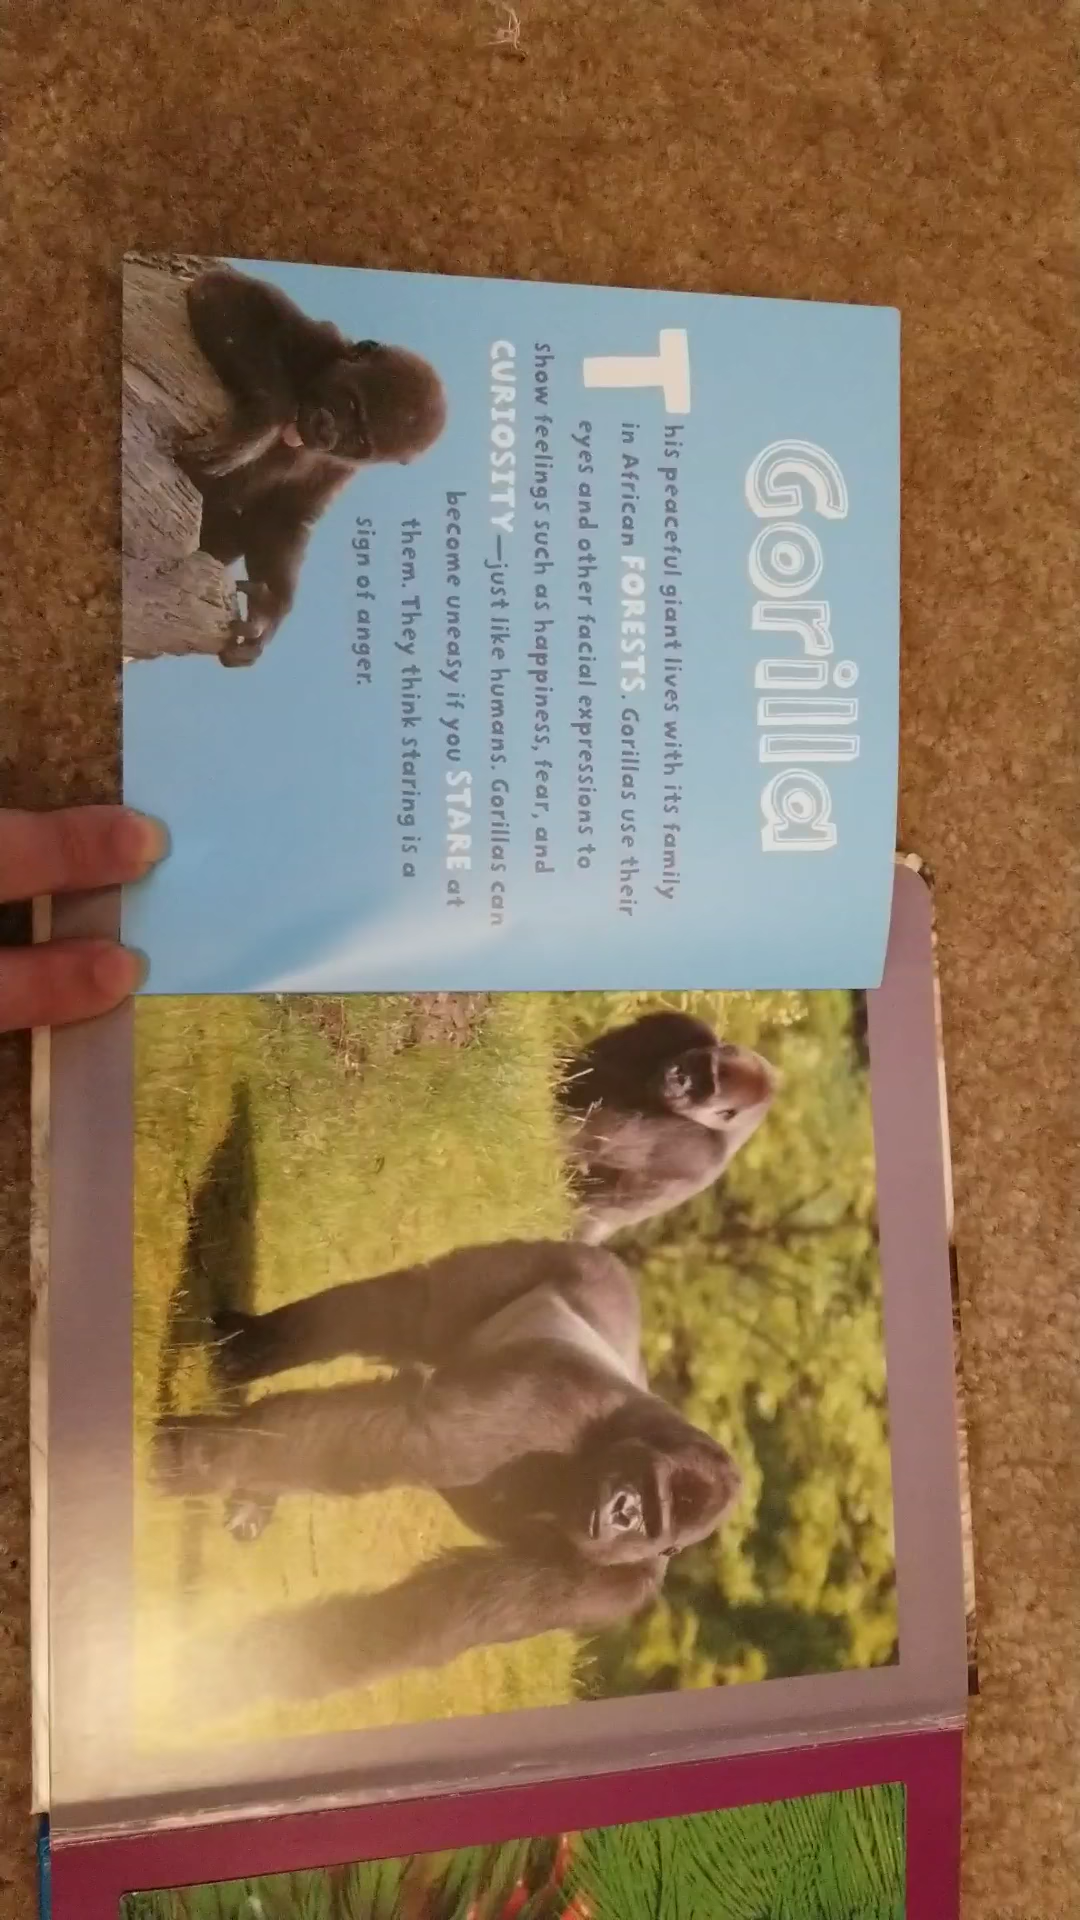 Gorilla
This peaceful giant lives with its family
in African FORESTS. Gorillas use their
eyes and other facial expressions to
show feelings such as happiness, fear, and
CURIOSITY—just like humans. Gorillas can
become uneasy if you STARE at
them. They think staring is a
sign of anger.